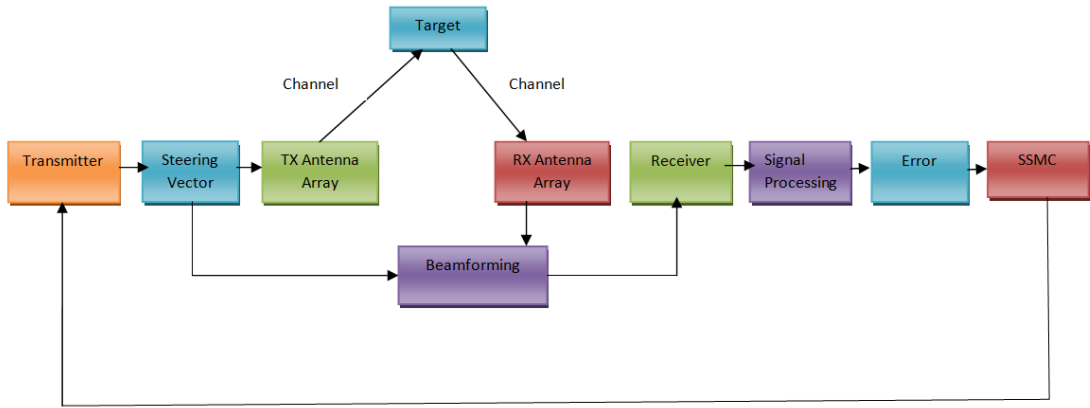 Target
Channel
Channel
Transmitter
Steering
Vector
TX Antenna
Array
RX Antenna
Array
Receiver
Signal
Processing
Error
SSMC
Beamforming